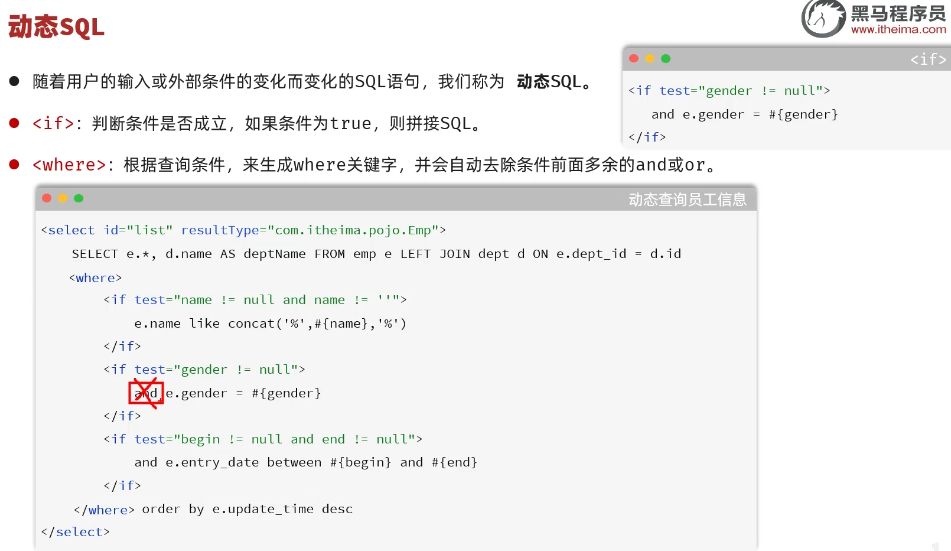 动态SQL
黑马程序员
www.itheima.com
随着用户的输入或外部条件的变化而变化的SQL语句，我们称为 动态SQL。
<if>：判断条件是否成立，如果条件为true，则拼接SQL。
<where>：根据查询条件，来生成where关键字，并会自动去除条件前面多余的and或or。
<if>
<if test="gender != null">
and e.gender = #{gender}
</if>
动态查询员工信息
<select id="list" resultType="com.itheima.pojo.Emp">
SELECT e.*, d.name AS deptName FROM emp e LEFT JOIN dept d ON e.dept_id = d.id
<where>
<if test="name != null and name != ''">
e.name like concat('%',#{name},'%')
</if>
<if test="gender != null">
and e.gender = #{gender}
</if>
<if test="begin != null and end != null">
and e.entry_date between #{begin} and #{end}
</if>
</where> order by e.update_time desc
</select>